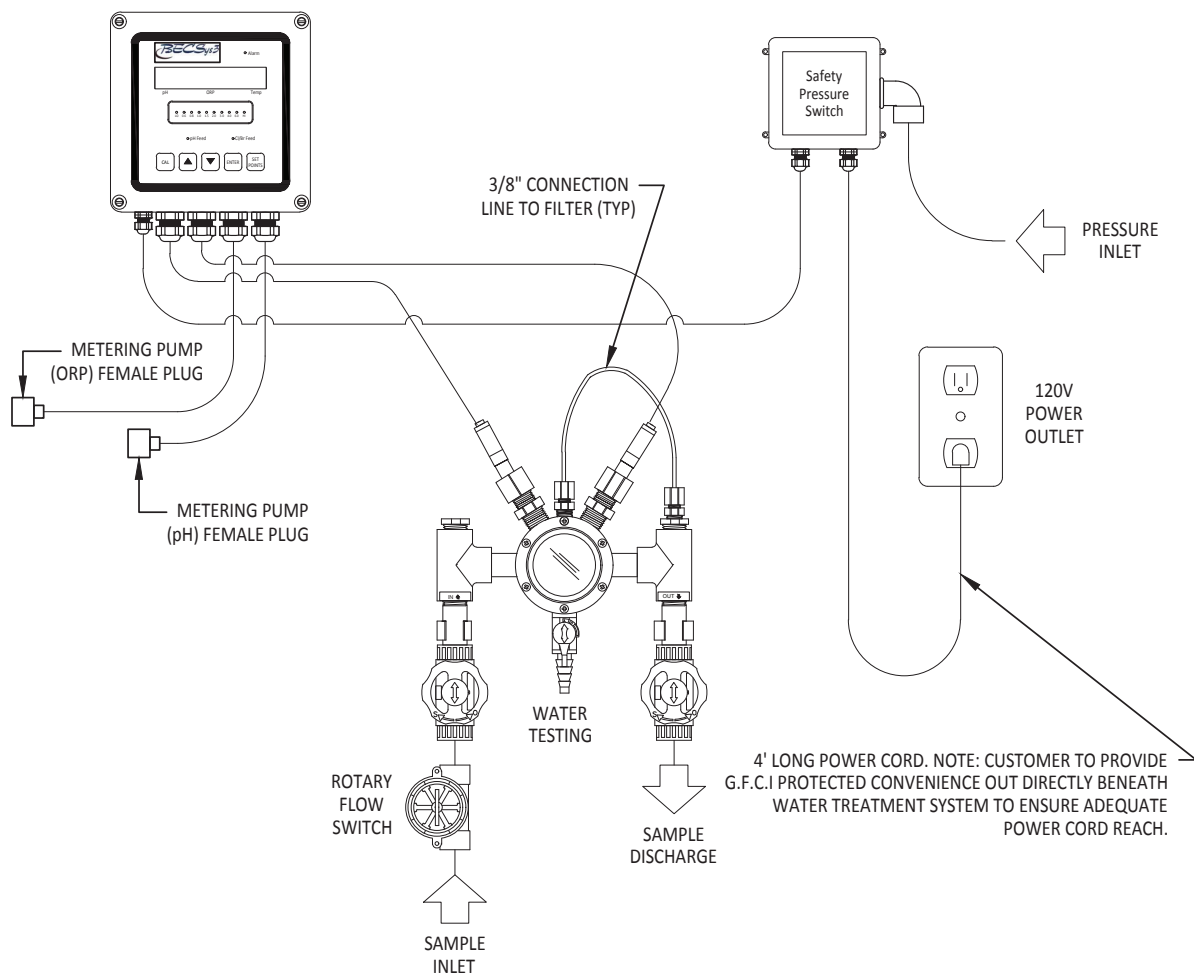 BECSys3
Alarm
pH ORP Temp
pH Feed Cl/Br Feed
CAL
ENTER
SET
POINTS
Safety
Pressure
Switch
3/8" CONNECTION
LINE TO FILTER (TYP)
PRESSURE
INLET
METERING PUMP
(ORP) FEMALE PLUG
120V
POWER
OUTLET
METERING PUMP
(pH) FEMALE PLUG
IN
OUT
WATER
TESTING
ROTARY
FLOW
SWITCH
4' LONG POWER CORD. NOTE: CUSTOMER TO PROVIDE
G.F.C.I PROTECTED CONVENIENCE OUT DIRECTLY BENEATH
WATER TREATMENT SYSTEM TO ENSURE ADEQUATE
POWER CORD REACH.
SAMPLE
DISCHARGE
SAMPLE
INLET